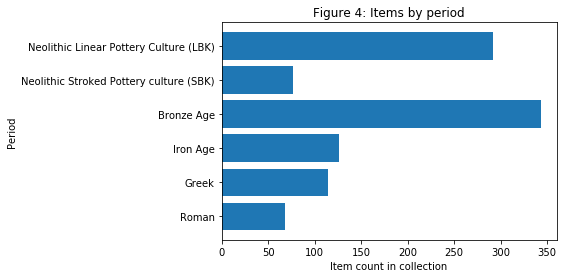 Figure 4: Items by period
Period
Neolithic Linear Pottery Culture (LBK)
Neolithic Stroked Pottery culture (SBK)
Bronze Age
Iron Age
Greek
Roman
0 50 100 150 200 250 300 350
Item count in collection